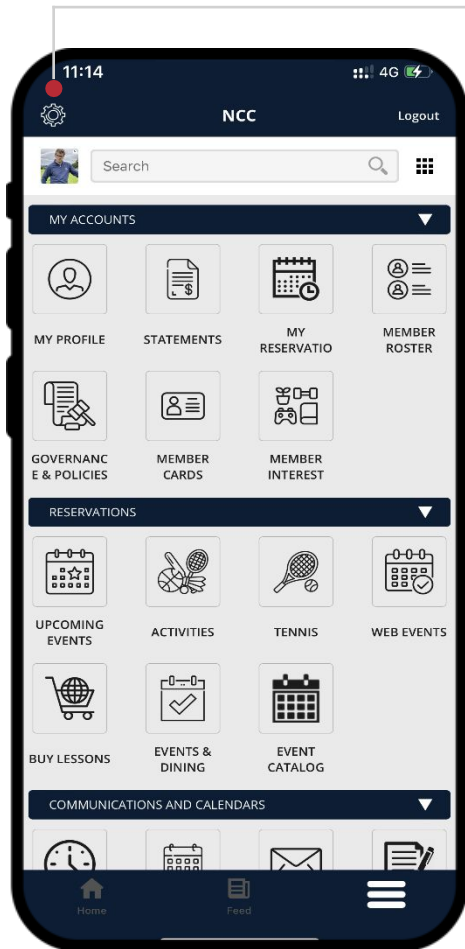 11:14
4G
NCC
Logout
Search
MY ACCOUNTS
MY PROFILE
STATEMENTS
MY
RESERVATIO
MEMBER
ROSTER
GOVERNANC
E & POLICIES
MEMBER
CARDS
MEMBER
INTEREST
RESERVATIONS
UPCOMING
EVENTS
ACTIVITIES
TENNIS
WEB EVENTS
BUY LESSONS
EVENTS &
DINING
EVENT
CATALOG
COMMUNICATIONS AND CALENDARS
Home
Feed